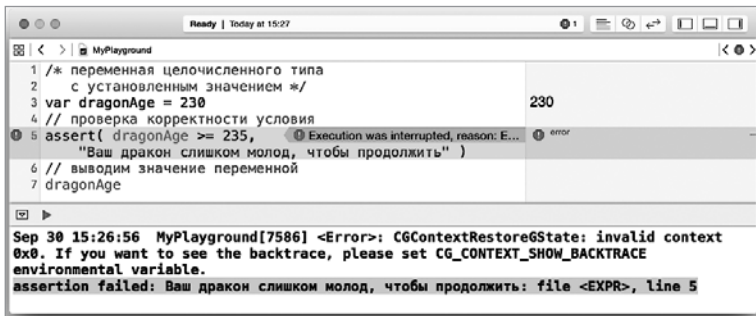 Ready | Today at 15:27
1
MyPlayground
1 /* переменная целочисленного типа
2 с установленным значением */
3 var dragonAge = 230
230
4 // проверка корректности условия
5 assert( dragonAge >= 235,
Execution was interrupted, reason: E...
error
"Ваш дракон слишком молод, чтобы продолжить" )
6 // выводим значение переменной
7 dragonAge
Sep 30 15:26:56 MyPlayground[7586] <Error>: CGContextRestoreGState: invalid context
0x0. If you want to see the backtrace, please set CG_CONTEXT_SHOW_BACKTRACE
environmental variable.
assertion failed: Ваш дракон слишком молод, чтобы продолжить: file <EXPR>, line 5